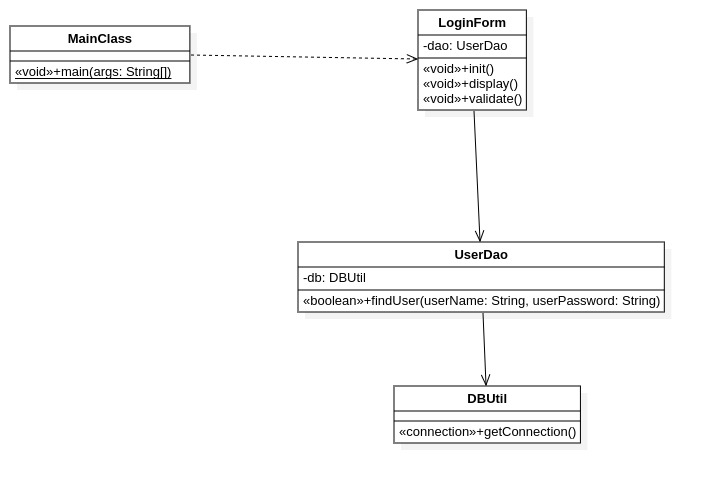 MainClass
«void»+main(args: String[])
LoginForm
-dao: UserDao
«void»+init()
«void»+display()
«void»+validate()
UserDao
-db: DBUtil
«boolean»+findUser(userName: String, userPassword: String)
DBUtil
«connection»+getConnection()